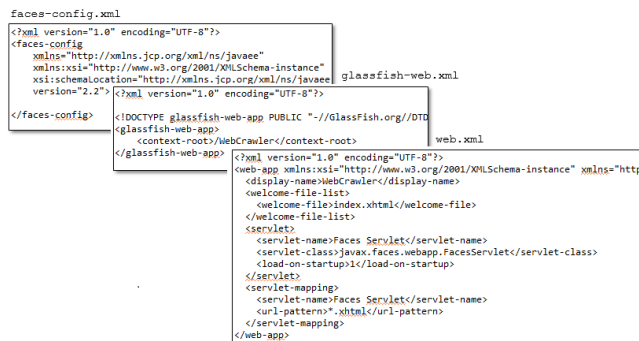 faces-config.xml
<?xml version="1.0" encoding="UTF-8"?>
<faces-config
xmlns="http://xmlns.jcp.org/xml/ns/javaee"
xmlns:xsi="http://www.w3.org/2001/XMLSchema-instance"
xsi:schemaLocation="http://xmlns.jcp.org/xml/ns/javaee
version="2.2">
</faces-config>
glassfish-web.xml
<?xml version="1.0" encoding="UTF-8"?>
<!DOCTYPE glassfish-web-app PUBLIC "-//GlassFish.org//DTD
<glassfish-web-app>
<context-root>/WebCrawler</context-root>
</glassfish-web-app>
web.xml
<?xml version="1.0" encoding="UTF-8"?>
<web-app xmlns:xsi="http://www.w3.org/2001/XMLSchema-instance" xmlns="http
<display-name>WebCrawler</display-name>
<welcome-file-list>
<welcome-file>index.xhtml</welcome-file>
</welcome-file-list>
<servlet>
<servlet-name>Faces Servlet</servlet-name>
<servlet-class>javax.faces.webapp.FacesServlet</servlet-class>
<load-on-startup>1</load-on-startup>
</servlet>
<servlet-mapping>
<servlet-name>Faces Servlet</servlet-name>
<url-pattern>*.xhtml</url-pattern>
</servlet-mapping>
</web-app>